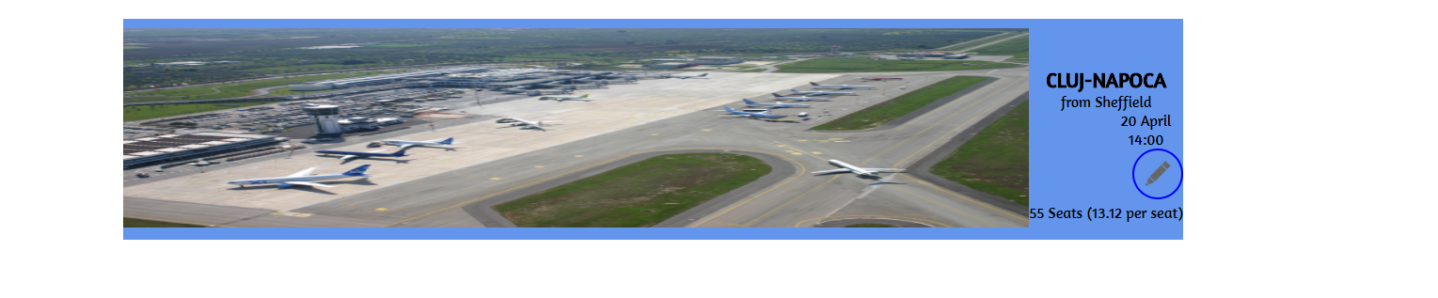 CLUJ-NAPOCA
from Sheffield
20 April
14:00
55 Seats (13.12 per seat)